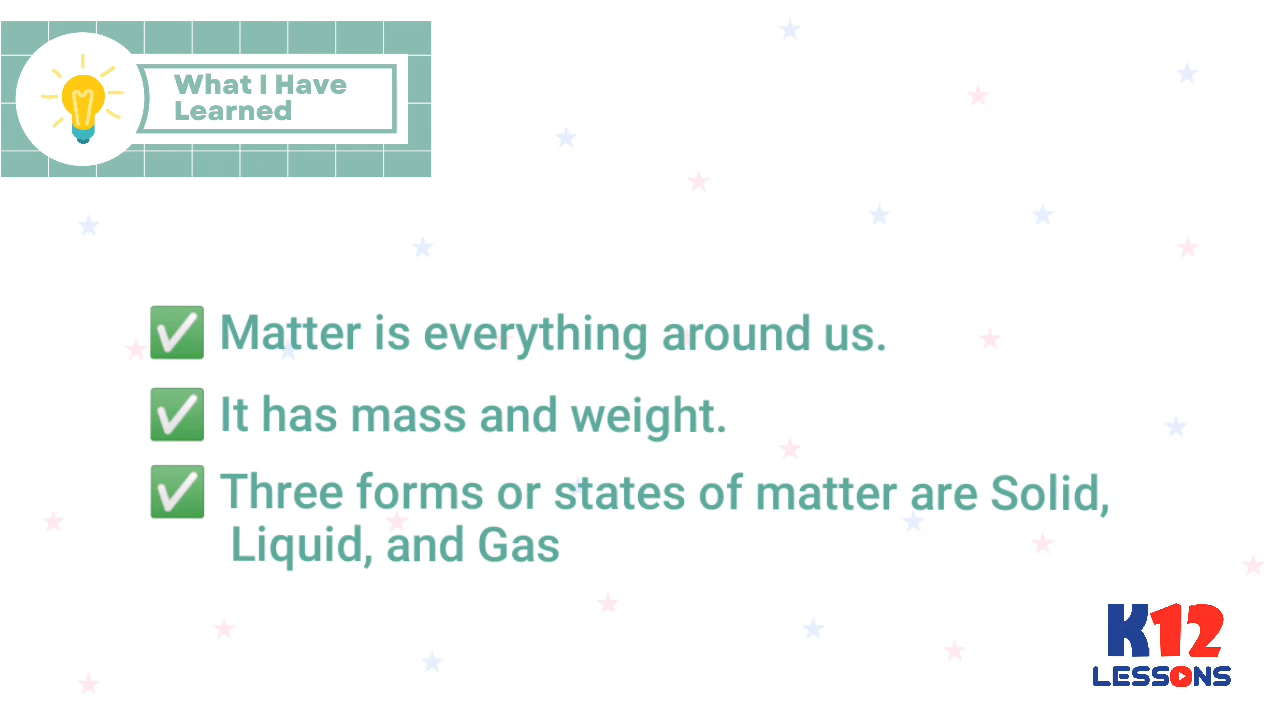 What I Have
Learned
Matter is everything around us.
It has mass and weight.
Three forms or states of matter are Solid,
Liquid, and Gas
K12
LESSONS